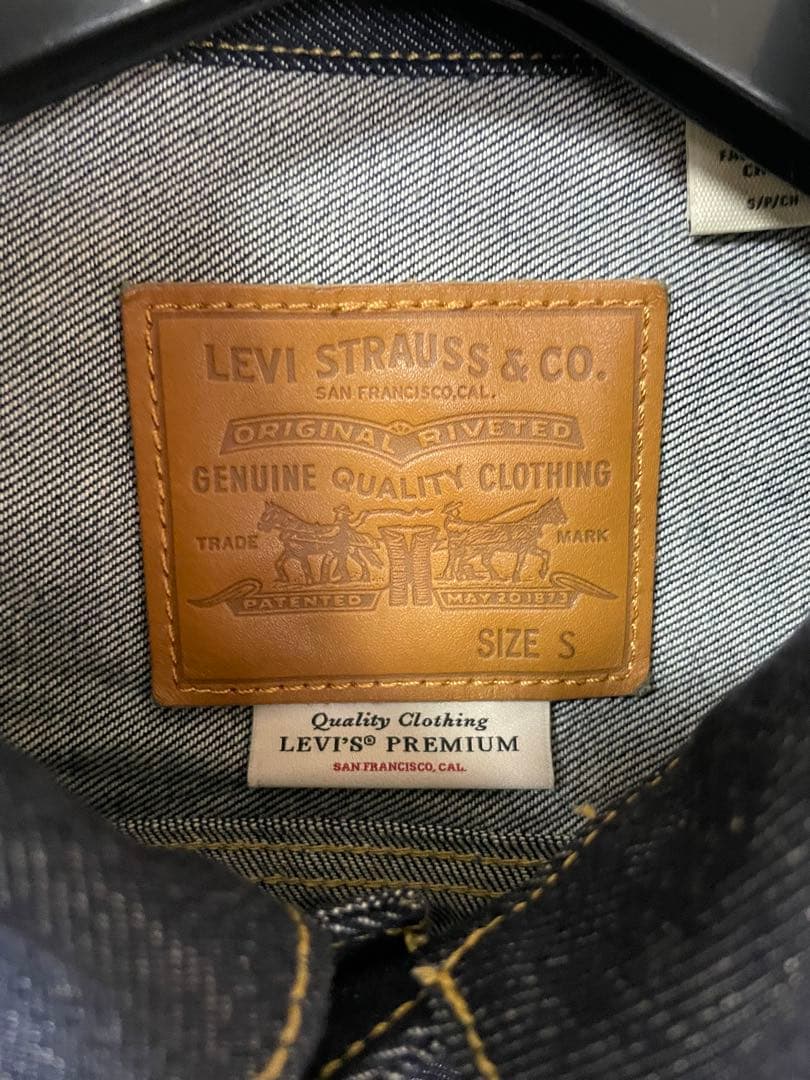 S/P/CH
LEVI STRAUSS & CO.
SAN FRANCISCO, CAL.
ORIGINAL RIVETED
GENUINE QUALITY CLOTHING
TRADE MARK
PATENTED MAY 20 1873
SIZE S
Quality Clothing
LEVI'S® PREMIUM
SAN FRANCISCO, CAL.